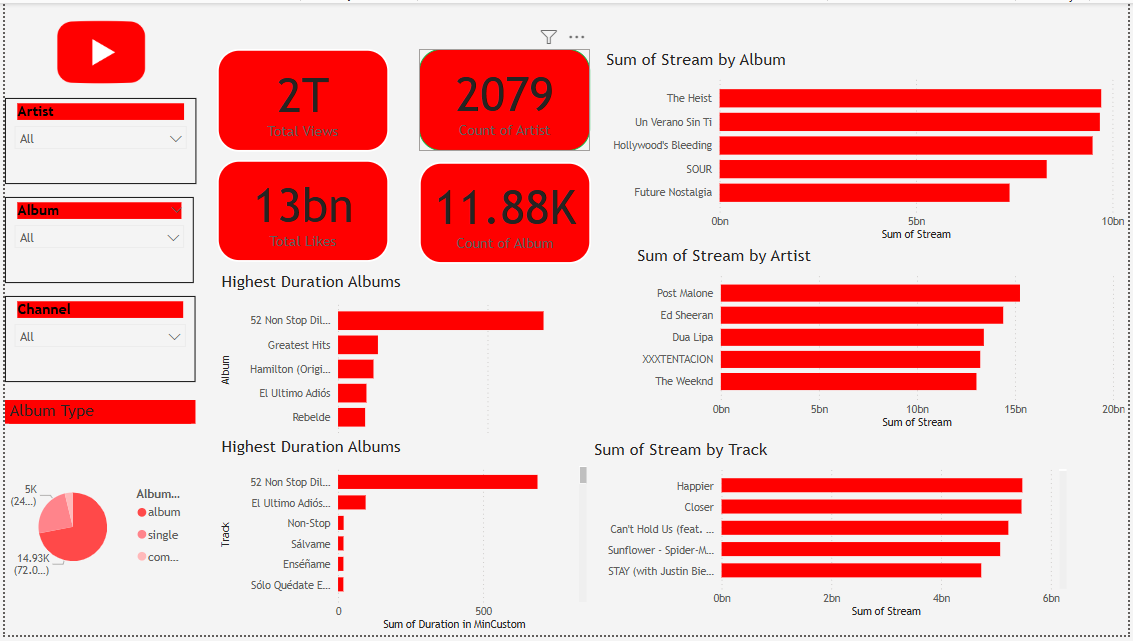 Artist
All
Album
All
Channel
All
Album Type
5K
(24...)
14.93K
(72.0...)
Album...
album
single
com...
2T
Total Views
2079
Count of Artist
13bn
Total Likes
11.88K
Count of Album
Highest Duration Albums
Album
52 Non Stop Dil...
Greatest Hits
Hamilton (Origi...
El Ultimo Adiós
Rebelde
Highest Duration Albums
Track
52 Non Stop Dil...
El Ultimo Adiós...
Non-Stop
Sálvame
Enséñame
Sólo Quédate E...
0 500
Sum of Duration in MinCustom
Sum of Stream by Album
The Heist
Un Verano Sin Ti
Hollywood's Bleeding
SOUR
Future Nostalgia
0bn 5bn 10bn
Sum of Stream
Sum of Stream by Artist
Post Malone
Ed Sheeran
Dua Lipa
XXXTENTACION
The Weeknd
0bn 5bn 10bn 15bn 20bn
Sum of Stream
Sum of Stream by Track
Happier
Closer
Can't Hold Us (feat. ...
Sunflower - Spider-M...
STAY (with Justin Bie...
0bn 2bn 4bn 6bn
Sum of Stream